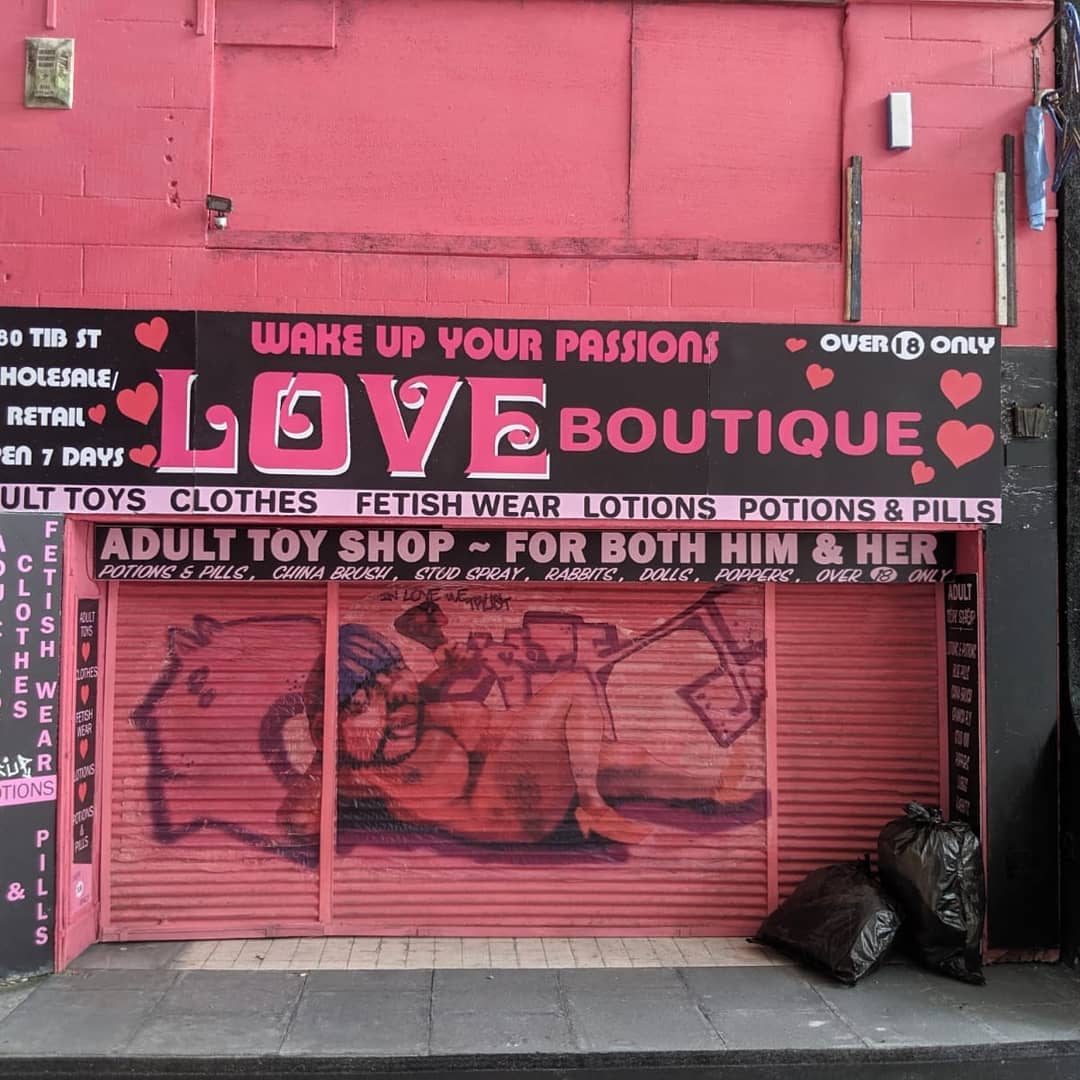 80 TIB ST
HOLESALE/
RETAIL
EN 7 DAYS
WAKE UP YOUR PASSIONS
LOVE BOUTIQUE
OVER 18 ONLY
ULT TOYS CLOTHES FETISH WEAR LOTIONS POTIONS & PILLS
ADULT TOY SHOP ~ FOR BOTH HIM & HER
POTIONS & PILLS, CHINA BRUSH, STUD SPRAY, RABBITS, DOLLS, POPPERS, OVER 18 ONLY
IN LOVE WE TRUST
CLOTHES
FETISH WEAR
OTIONS
& PILLS
ADULT
TOYS
CLOTHES
FETISH
WEAR
LOTIONS
POTIONS
&
PILLS
ADULT
TOY SHOP
LOTIONS & POTIONS